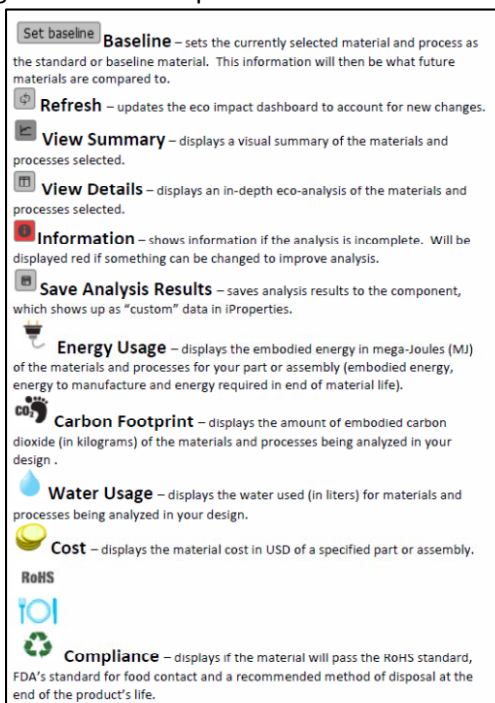 Set baseline Baseline – sets the currently selected material and process as
the standard or baseline material. This information will then be what future
materials are compared to.
Refresh – updates the eco impact dashboard to account for new changes.
View Summary – displays a visual summary of the materials and
processes selected.
View Details – displays an in-depth eco-analysis of the materials and
processes selected.
Information – shows information if the analysis is incomplete. Will be
displayed red if something can be changed to improve analysis.
Save Analysis Results – saves analysis results to the component,
which shows up as “custom” data in iProperties.
Energy Usage – displays the embodied energy in mega-Joules (MJ)
of the materials and processes for your part or assembly (embodied energy,
energy to manufacture and energy required in end of material life).
CO₂ Carbon Footprint – displays the amount of embodied carbon
dioxide (in kilograms) of the materials and processes being analyzed in your
design .
Water Usage – displays the water used (in liters) for materials and
processes being analyzed in your design.
Cost – displays the material cost in USD of a specified part or assembly.
RoHS
Compliance – displays if the material will pass the RoHS standard,
FDA’s standard for food contact and a recommended method of disposal at the
end of the product’s life.